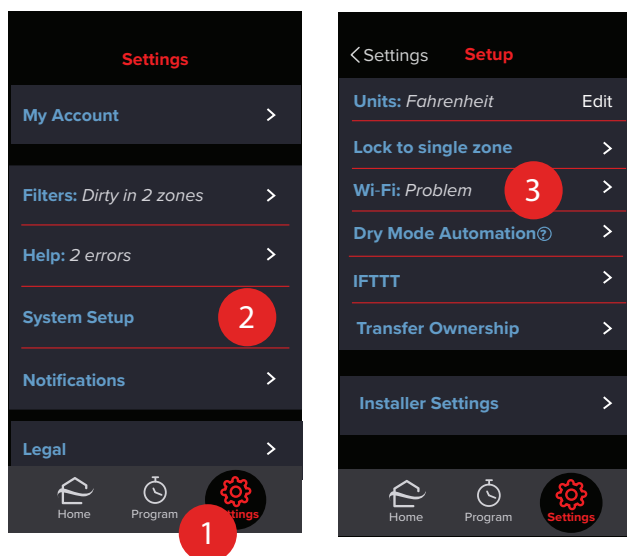 Settings
My Account
Filters: Dirty in 2 zones
Help: 2 errors
System Setup
2
Notifications
Legal
Home Program ttings
1
Settings Setup
Units: Fahrenheit Edit
Lock to single zone
Wi-Fi: Problem
3
Dry Mode Automation?
IFTTT
Transfer Ownership
Installer Settings
Home Program Settings